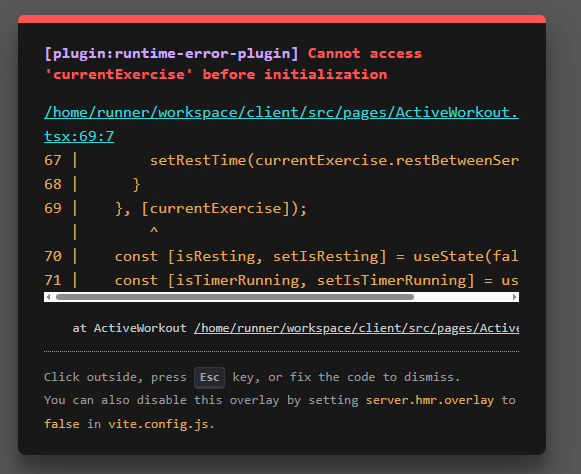 [plugin:runtime-error-plugin] Cannot access
'currentExercise' before initialization
/home/runner/workspace/client/src/pages/ActiveWorkout.
tsx:69:7
67 |        setRestTime(currentExercise.restBetweenSer
68 |      }
69 |    }, [currentExercise]);
   |        ^
70 |    const [isResting, setIsResting] = useState(fal
71 |    const [isTimerRunning, setIsTimerRunning] = us
at ActiveWorkout /home/runner/workspace/client/src/pages/Active
Click outside, press Esc key, or fix the code to dismiss.
You can also disable this overlay by setting server.hmr.overlay to
false in vite.config.js.